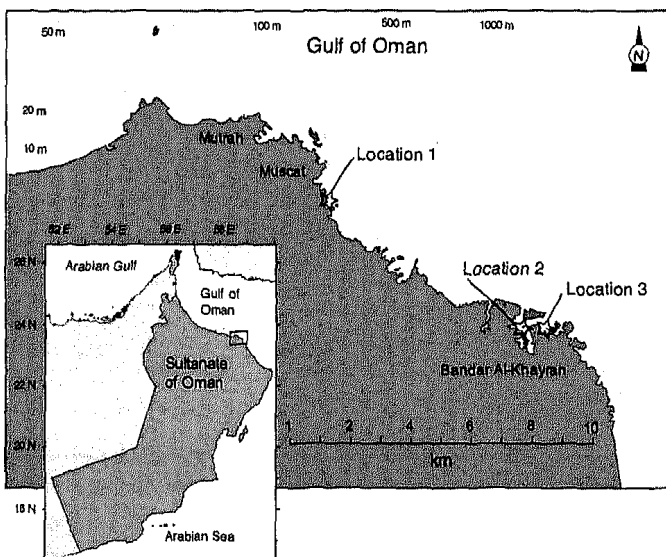 50 m 100 m 500 m 1000 m
Gulf of Oman
N
20 m
Mutrah
10 m
Muscat
Location 1
52 E 54 E 56 E 58 E
26 N
Arabian Gulf
Gulf of
Oman
Location 2
Location 3
24 N
Sultanate
of Oman
Bandar Al-Khayran
22 N
0 2 4 6 8 10
km
20 N
18 N
Arabian Sea